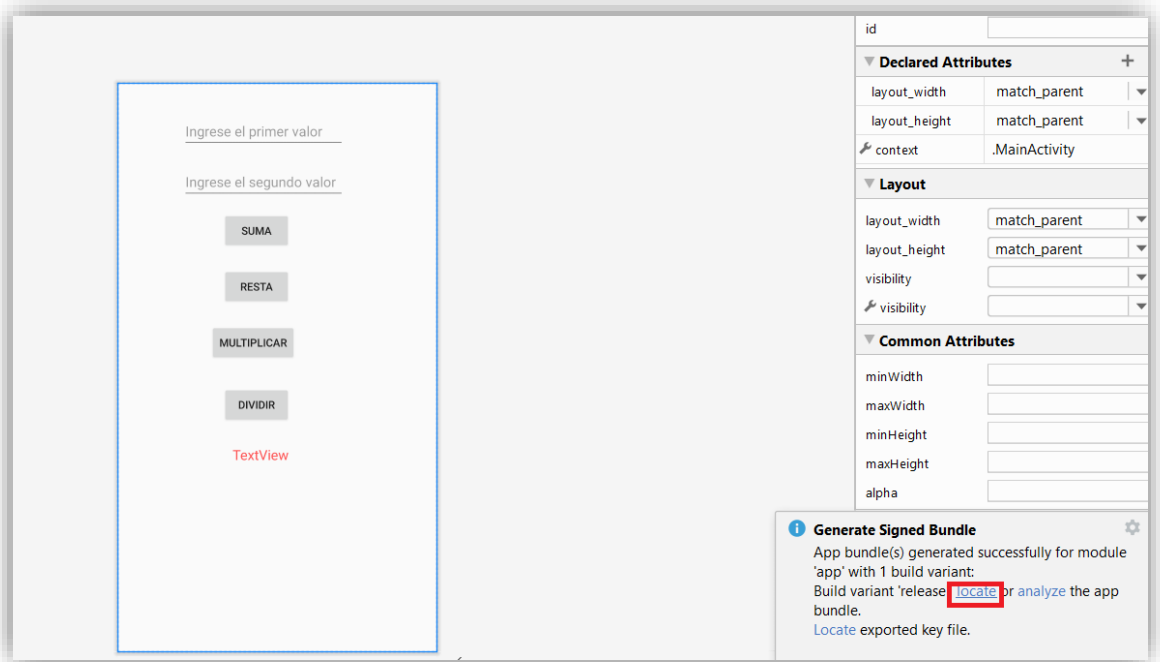 Ingrese el primer valor
Ingrese el segundo valor
SUMA
RESTA
MULTIPLICAR
DIVIDIR
TextView
id
Declared Attributes
layout_width match_parent
layout_height match_parent
context .MainActivity
Layout
layout_width match_parent
layout_height match_parent
visibility
visibility
Common Attributes
minWidth
maxWidth
minHeight
maxHeight
alpha
Generate Signed Bundle
App bundle(s) generated successfully for module
'app' with 1 build variant:
Build variant 'release locate or analyze the app
bundle.
Locate exported key file.